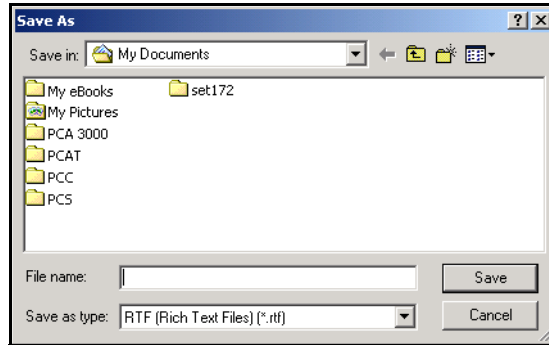 Save As
Save in: My Documents
My eBooks set172
My Pictures
PCA 3000
PCAT
PCC
PCS
File name: Save
Save as type: RTF (Rich Text Files) (*.rtf) Cancel